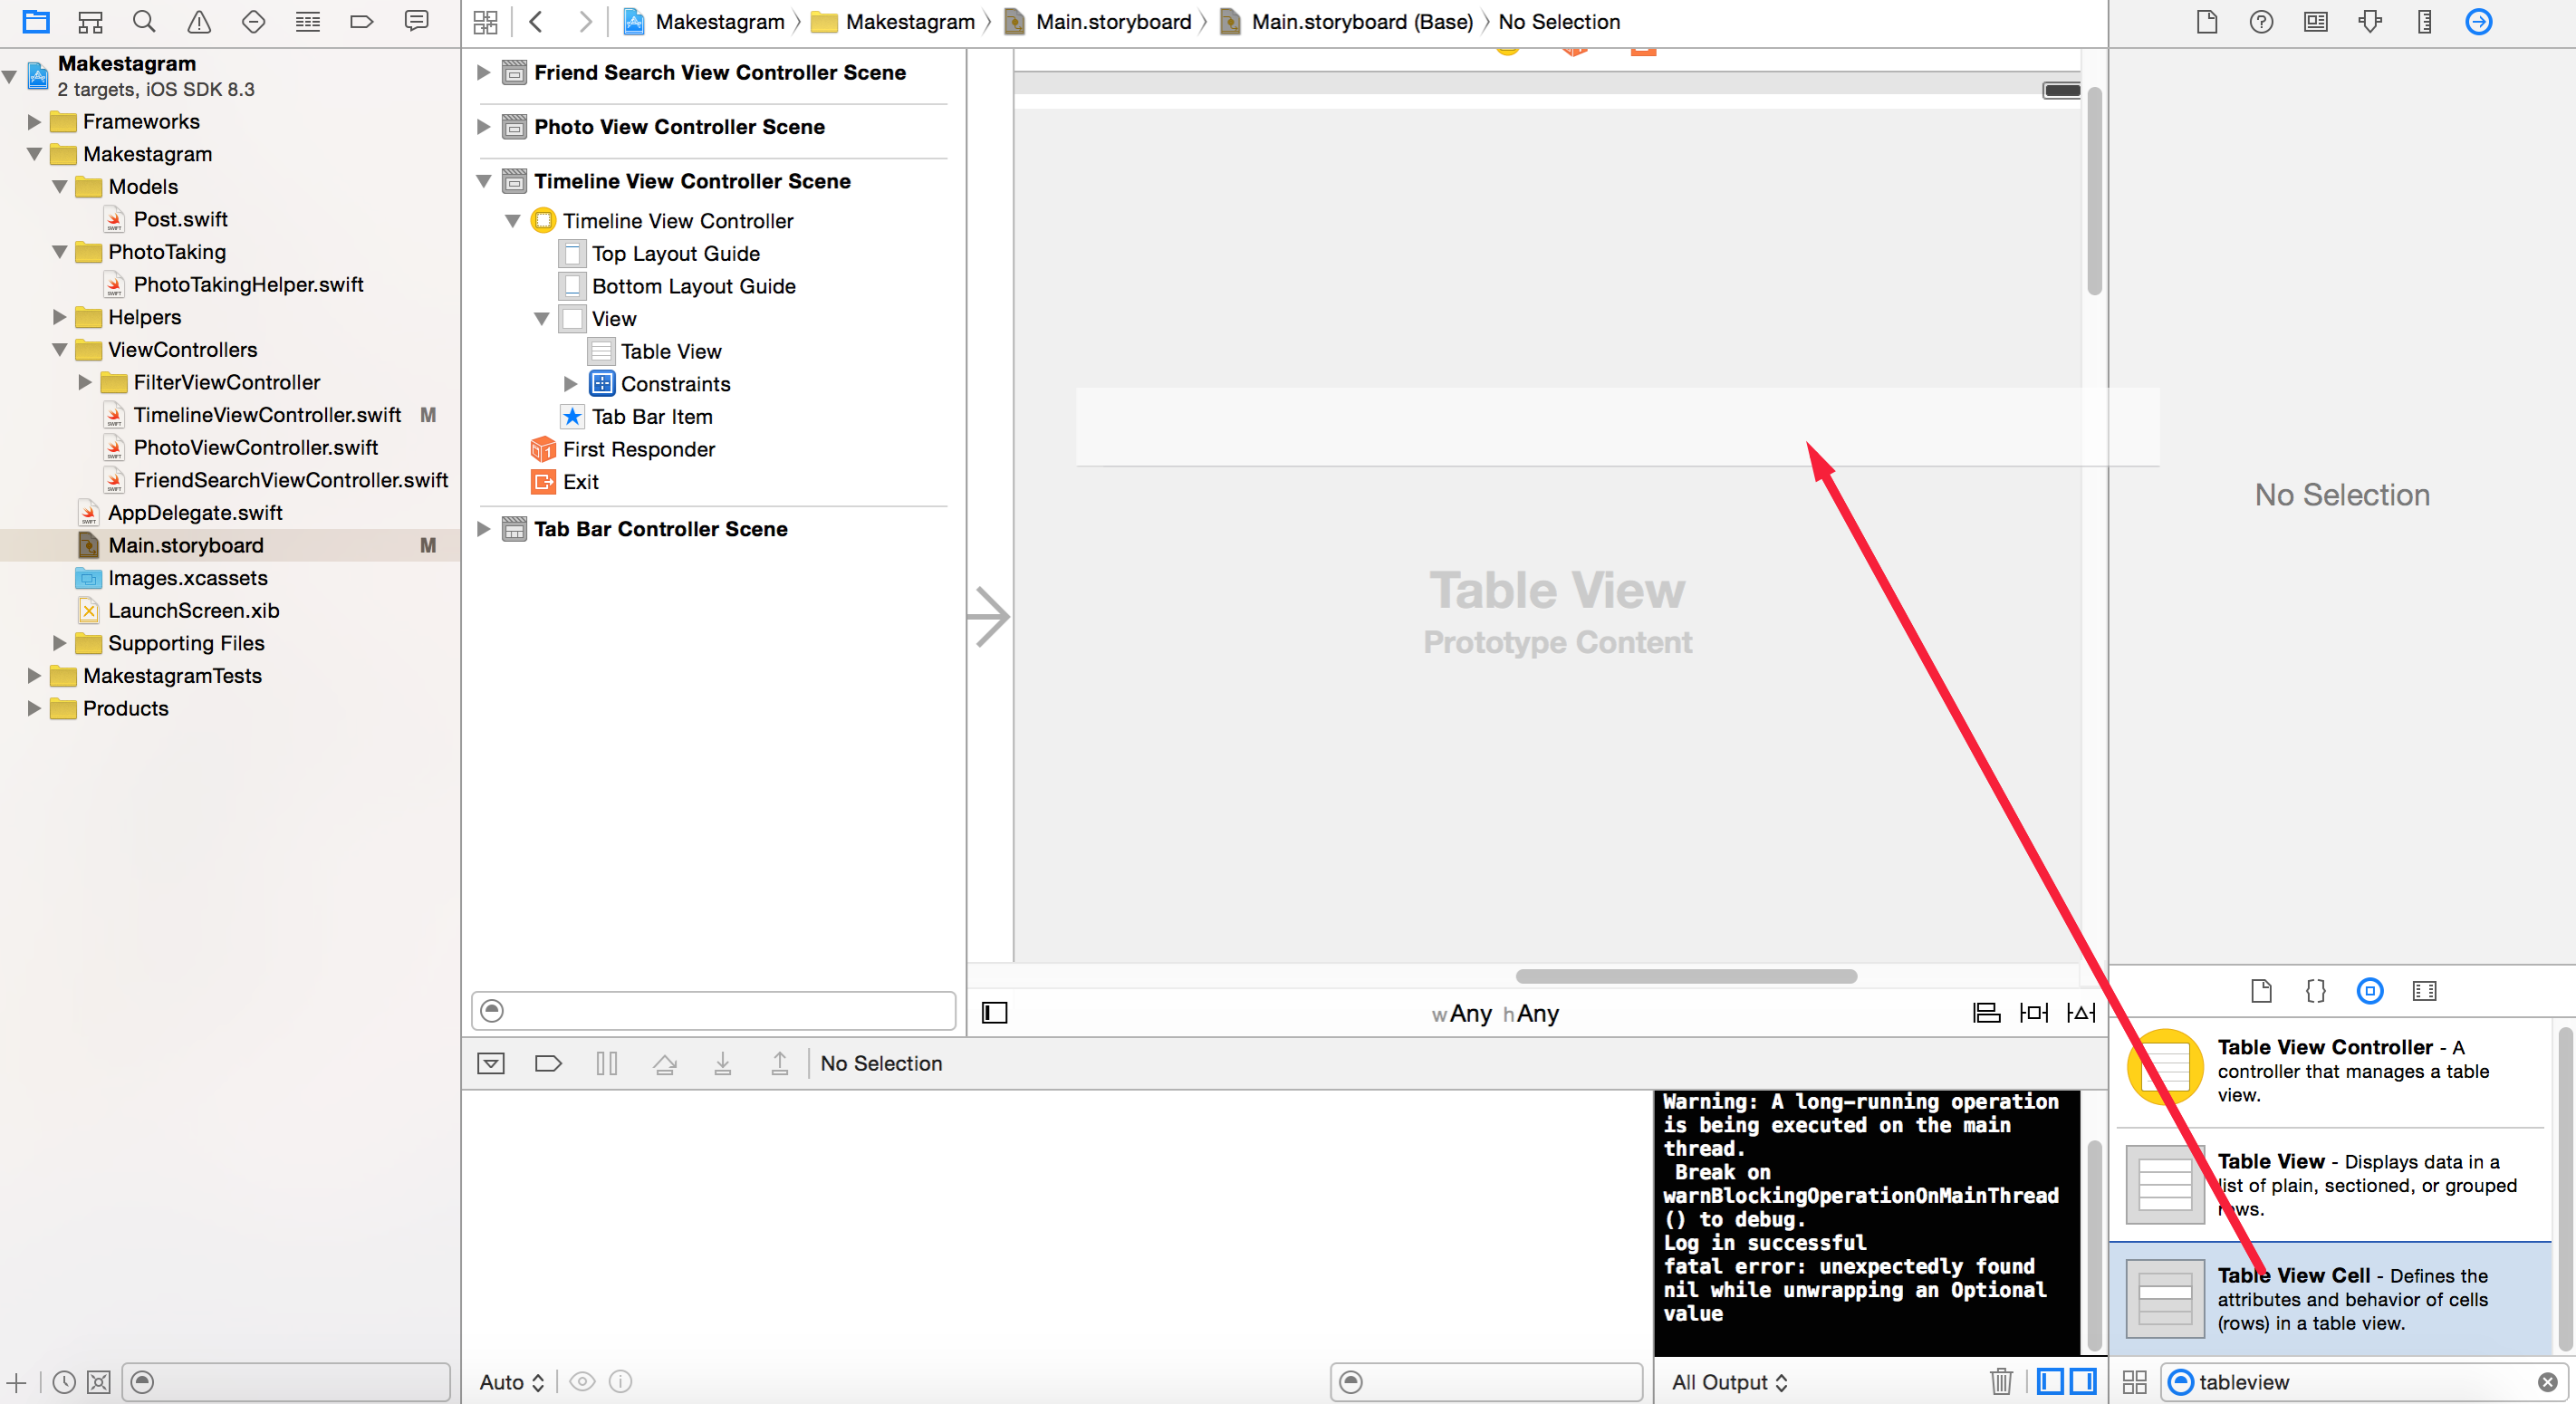 Makestagram
2 targets, iOS SDK 8.3
Frameworks
Makestagram
Models
Post.swift
PhotoTaking
PhotoTakingHelper.swift
Helpers
ViewControllers
FilterViewController
TimelineViewController.swift M
PhotoViewController.swift
FriendSearchViewController.swift
AppDelegate.swift
Main.storyboard M
Images.xcassets
LaunchScreen.xib
Supporting Files
MakestagramTests
Products
Makestagram Makestagram Main.storyboard Main.storyboard (Base) No Selection
Friend Search View Controller Scene
Photo View Controller Scene
Timeline View Controller Scene
Timeline View Controller
Top Layout Guide
Bottom Layout Guide
View
Table View
Constraints
Tab Bar Item
First Responder
Exit
Tab Bar Controller Scene
Table View
Prototype Content
wAny hAny
No Selection
Warning: A long-running operation
is being executed on the main
thread.
Break on
warnBlockingOperationOnMainThread
() to debug.
Log in successful
fatal error: unexpectedly found
nil while unwrapping an Optional
value
Auto
All Output
No Selection
Table View Controller - A
controller that manages a table
view.
Table View - Displays data in a
list of plain, sectioned, or grouped
rows.
Table View Cell - Defines the
attributes and behavior of cells
(rows) in a table view.
tableview